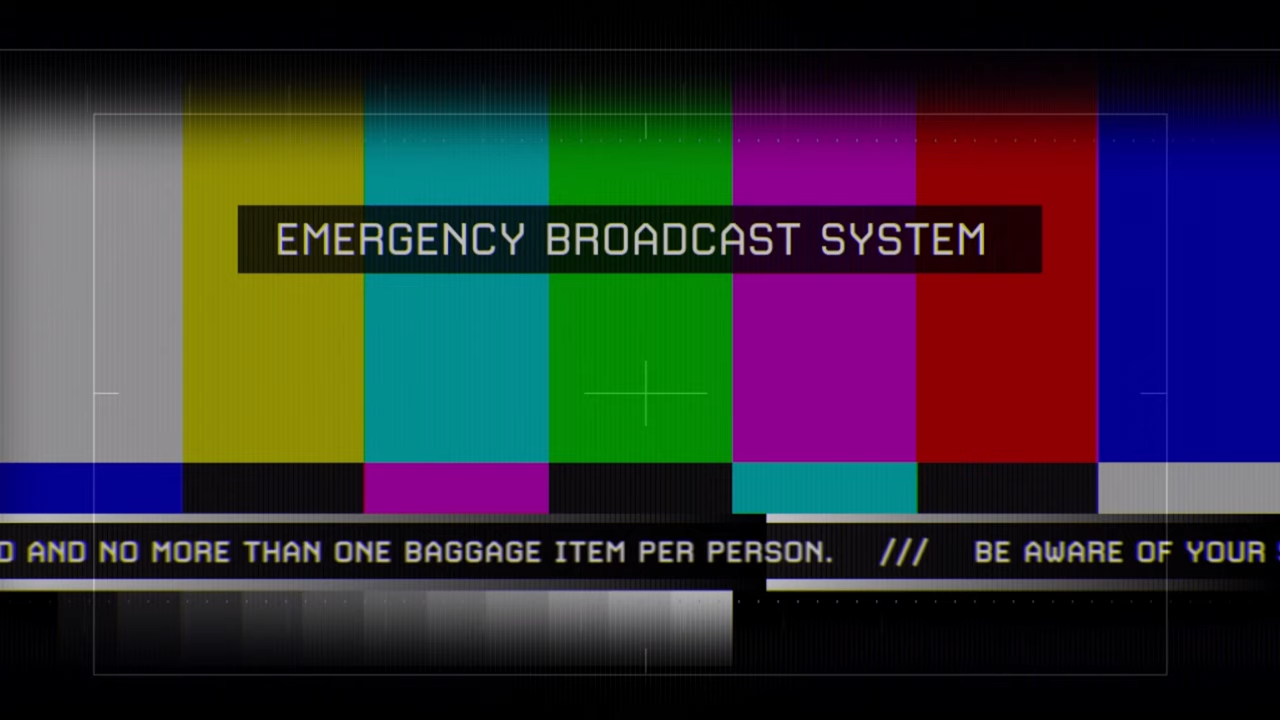 EMERGENCY BROADCAST SYSTEM
AND NO MORE THAN ONE BAGGAGE ITEM PER PERSON. /// BE AWARE OF YOUR